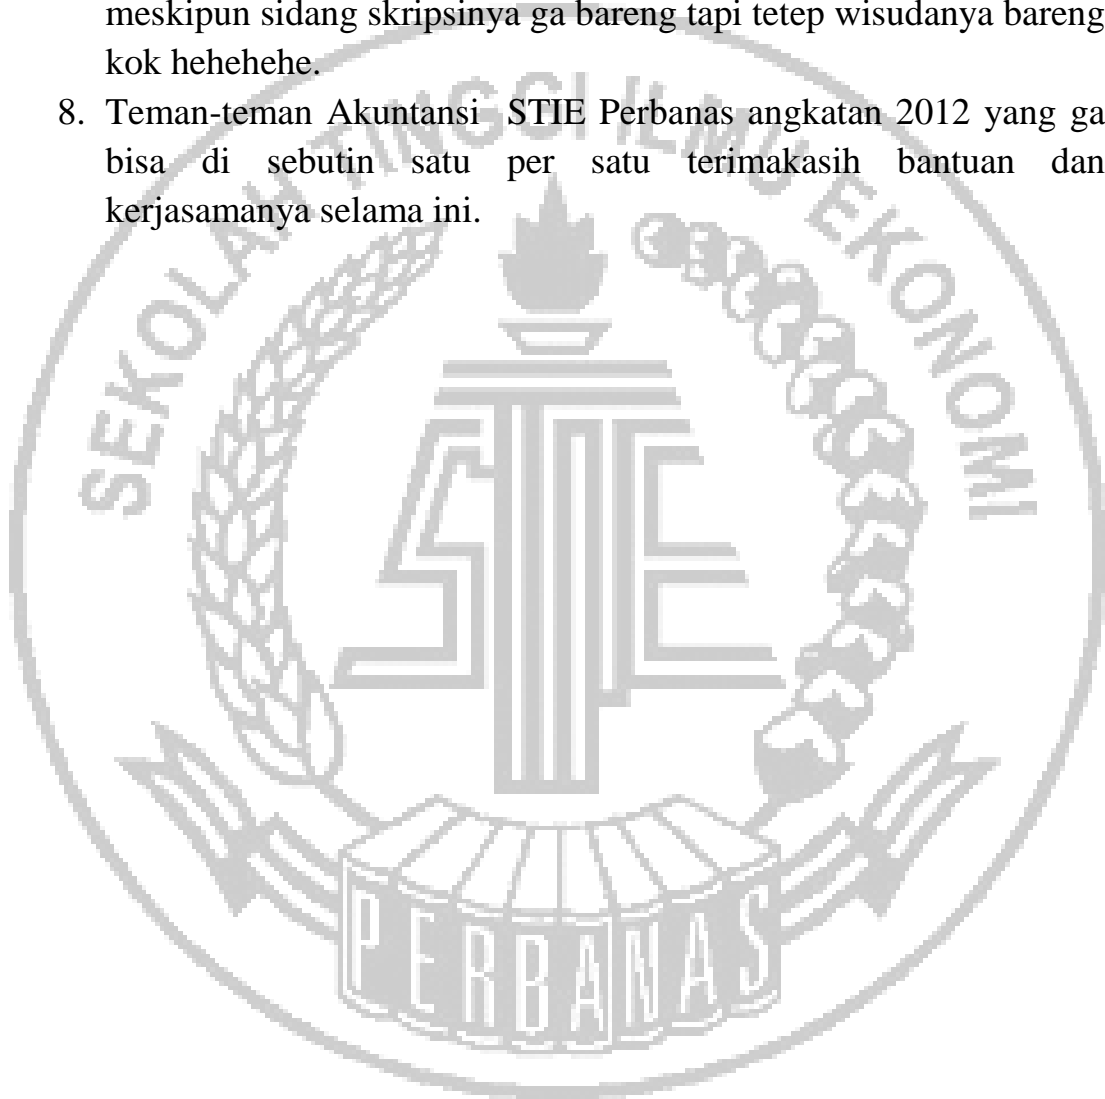 meskipun sidang skripsinya ga bareng tapi tetep wisudanya bareng
kok hehehehe.
8. Teman-teman Akuntansi  STIE Perbanas angkatan 2012 yang ga
bisa di sebutin satu per satu terimakasih bantuan dan
kerjasamanya selama ini.
SEKOLAH TINGGI ILMU EKONOMI
STIE
PERBANAS